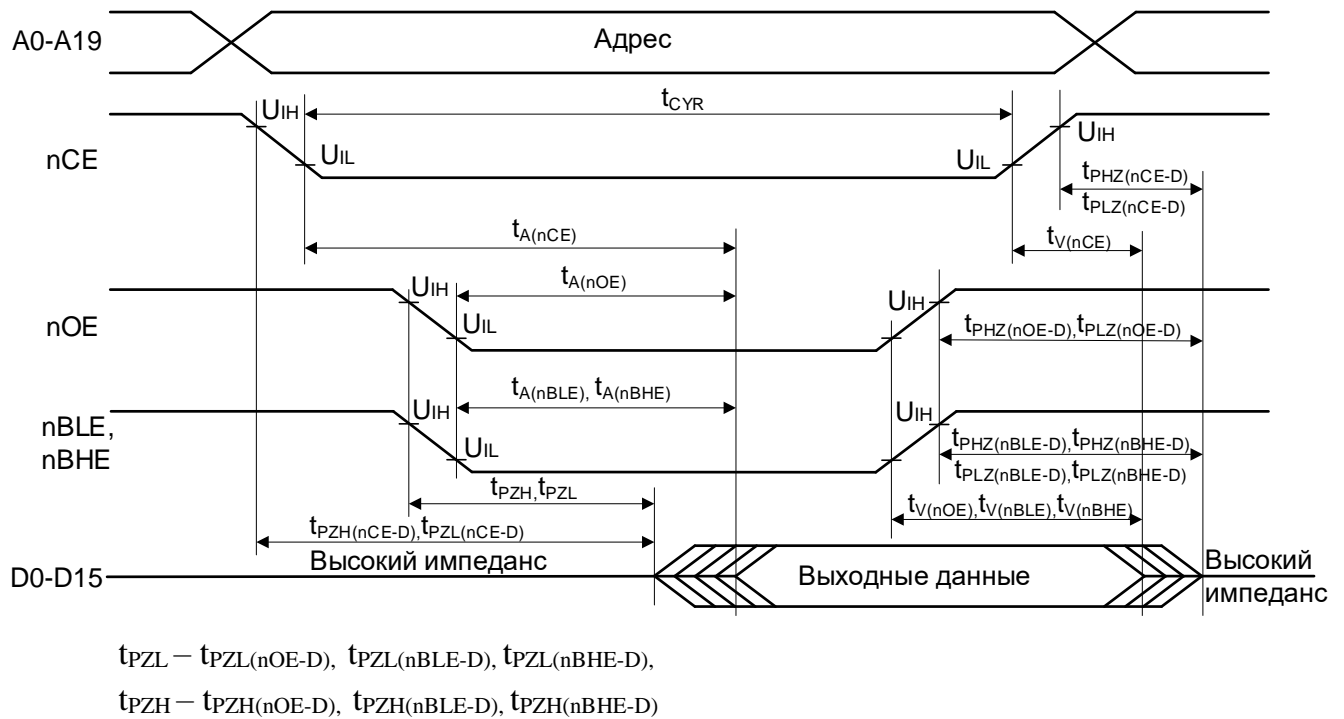 A0-A19
Адрес
tCYR
UIH
UIH
nCE
UIL
UIL
tPHZ(nCE-D)
tPLZ(nCE-D)
tA(nCE)
tV(nCE)
UIH
tA(nOE)
UIH
nOE
UIL
tPHZ(nOE-D),tPLZ(nOE-D)
tA(nBLE), tA(nBHE)
UIH
UIH
nBLE,
nBHE
UIL
tPHZ(nBLE-D),tPHZ(nBHE-D)
tPLZ(nBLE-D),tPLZ(nBHE-D)
tPZH,tPZL
tV(nOE),tV(nBLE),tV(nBHE)
tPZH(nCE-D),tPZL(nCE-D)
Высокий импеданс
D0-D15
Выходные данные
Высокий
импеданс
tPZL – tPZL(nOE-D), tPZL(nBLE-D), tPZL(nBHE-D),
tPZH – tPZH(nOE-D), tPZH(nBLE-D), tPZH(nBHE-D)